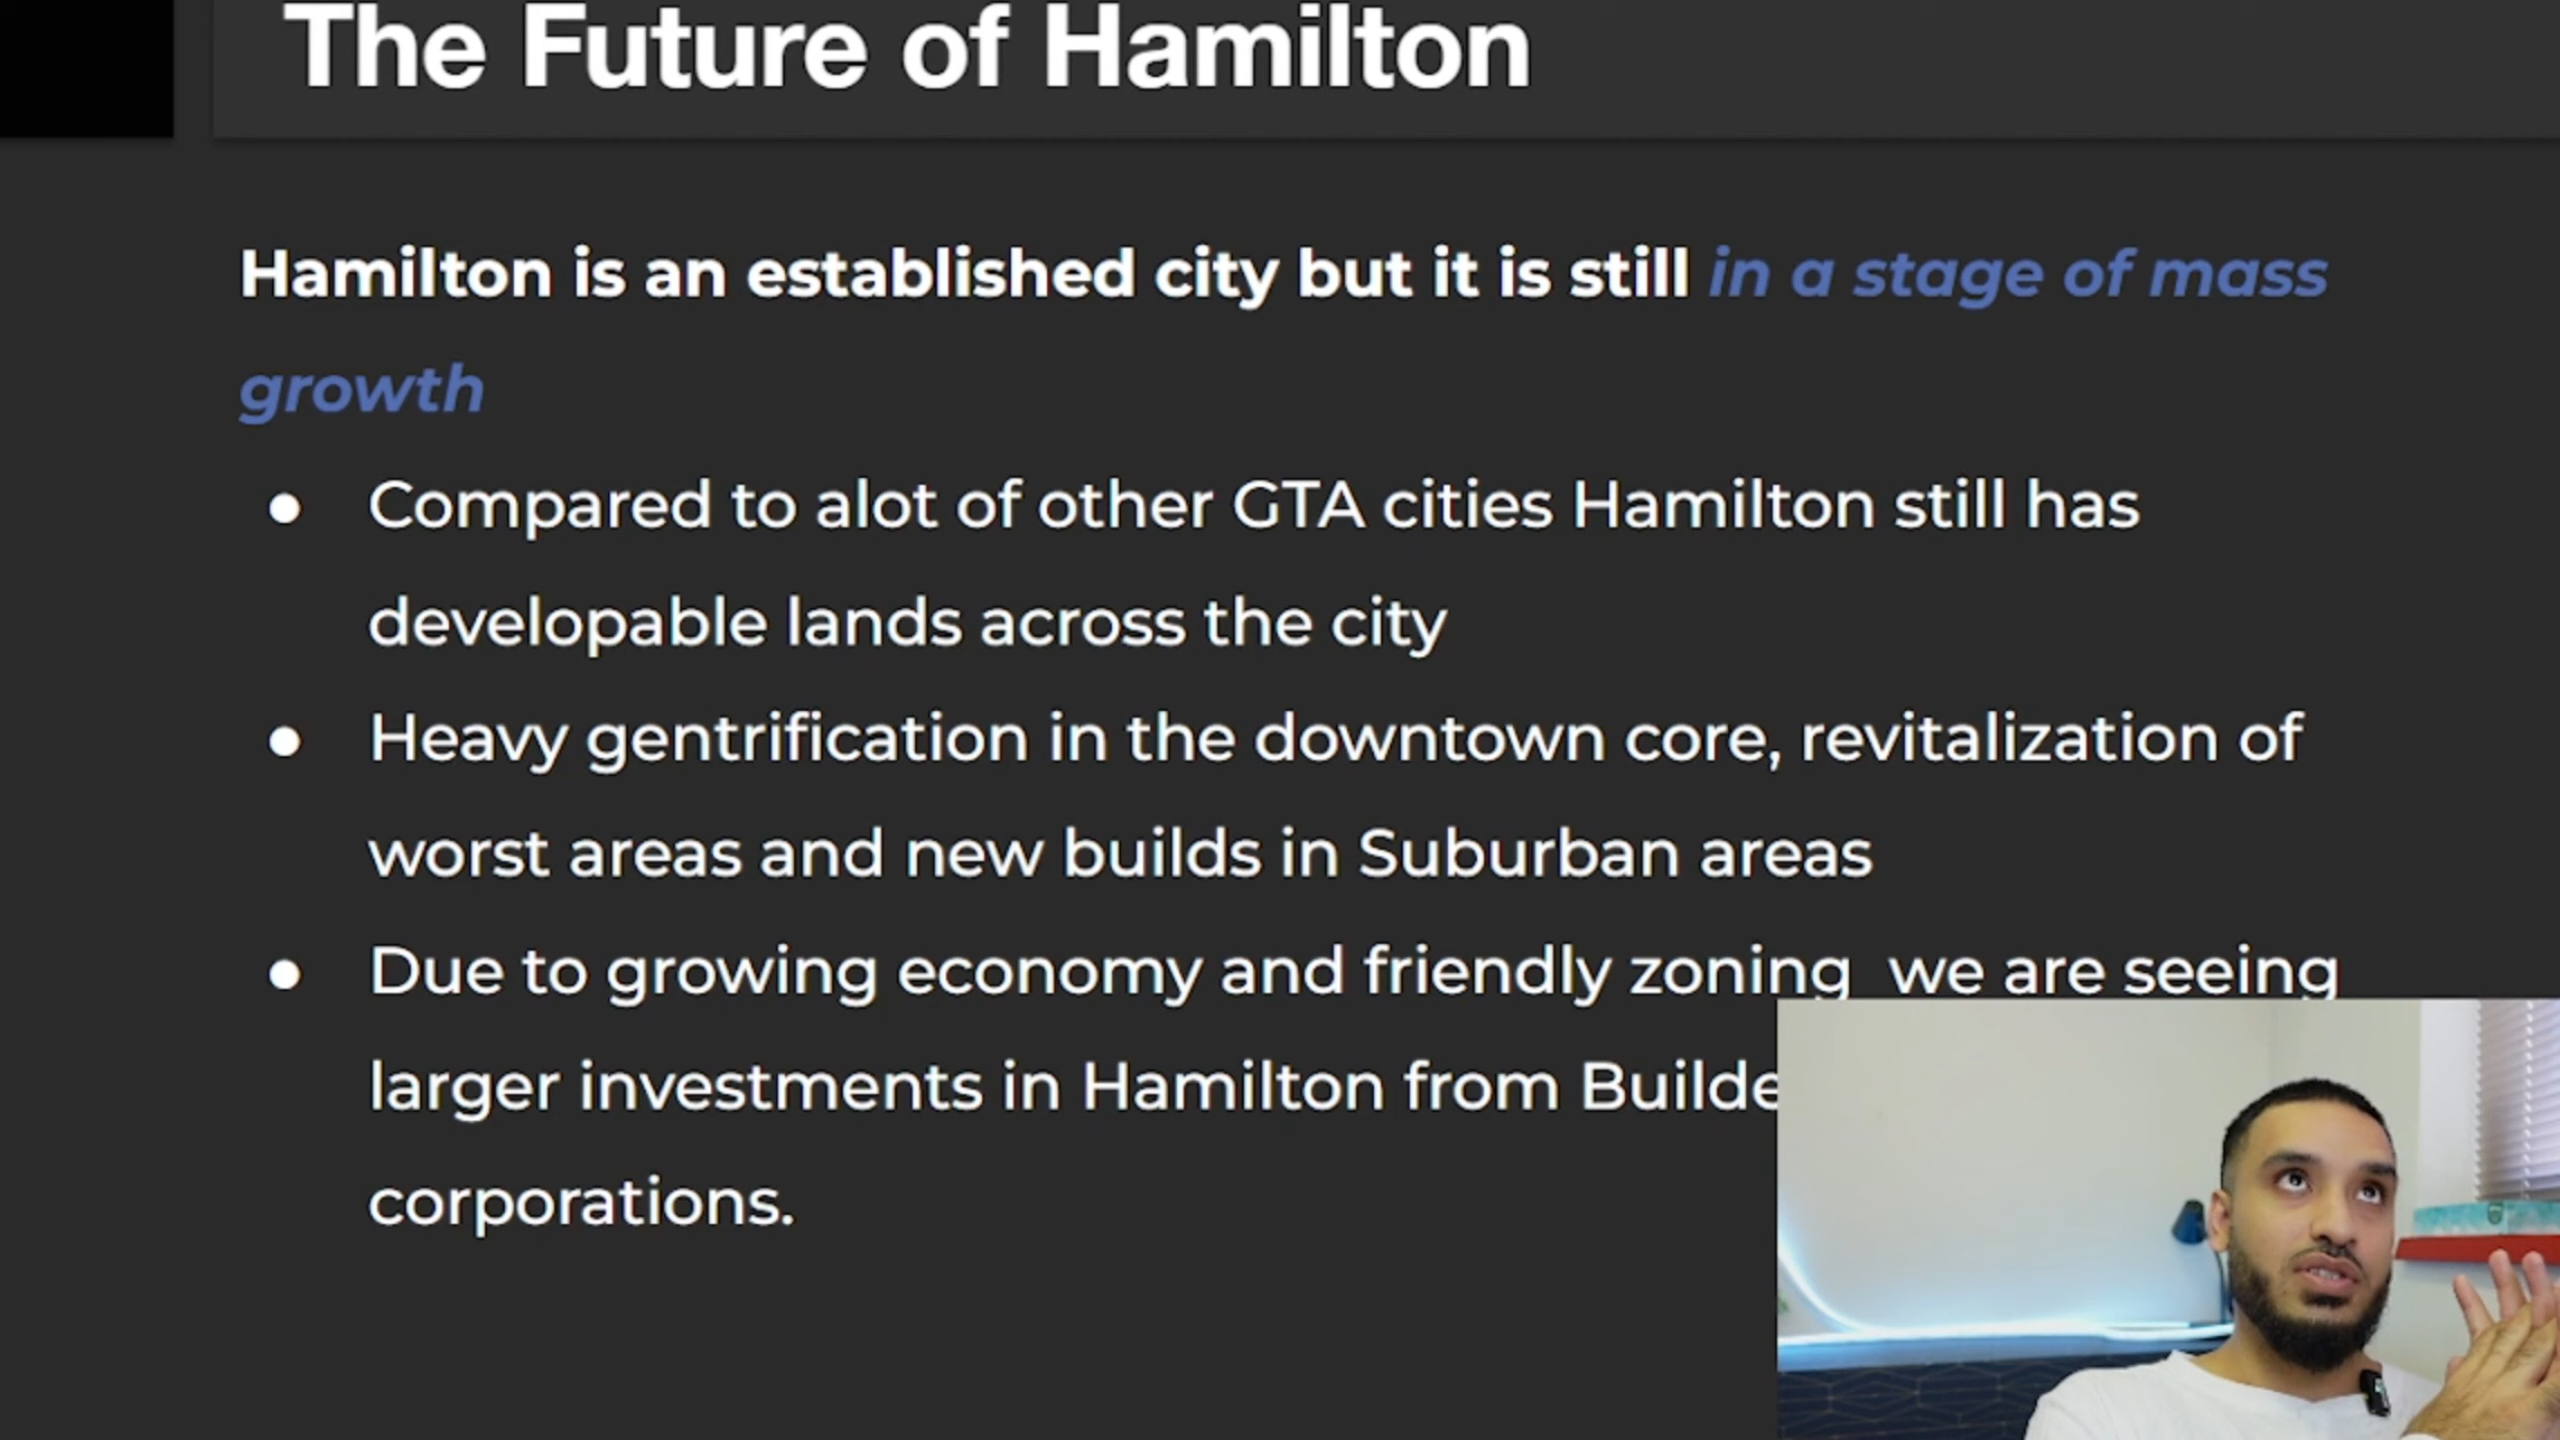 The Future of Hamilton
Hamilton is an established city but it is still in a stage of mass
growth
● Compared to alot of other GTA cities Hamilton still has
developable lands across the city
● Heavy gentrification in the downtown core, revitalization of
worst areas and new builds in Suburban areas
● Due to growing economy and friendly zoning we are seeing
larger investments in Hamilton from
corporations.